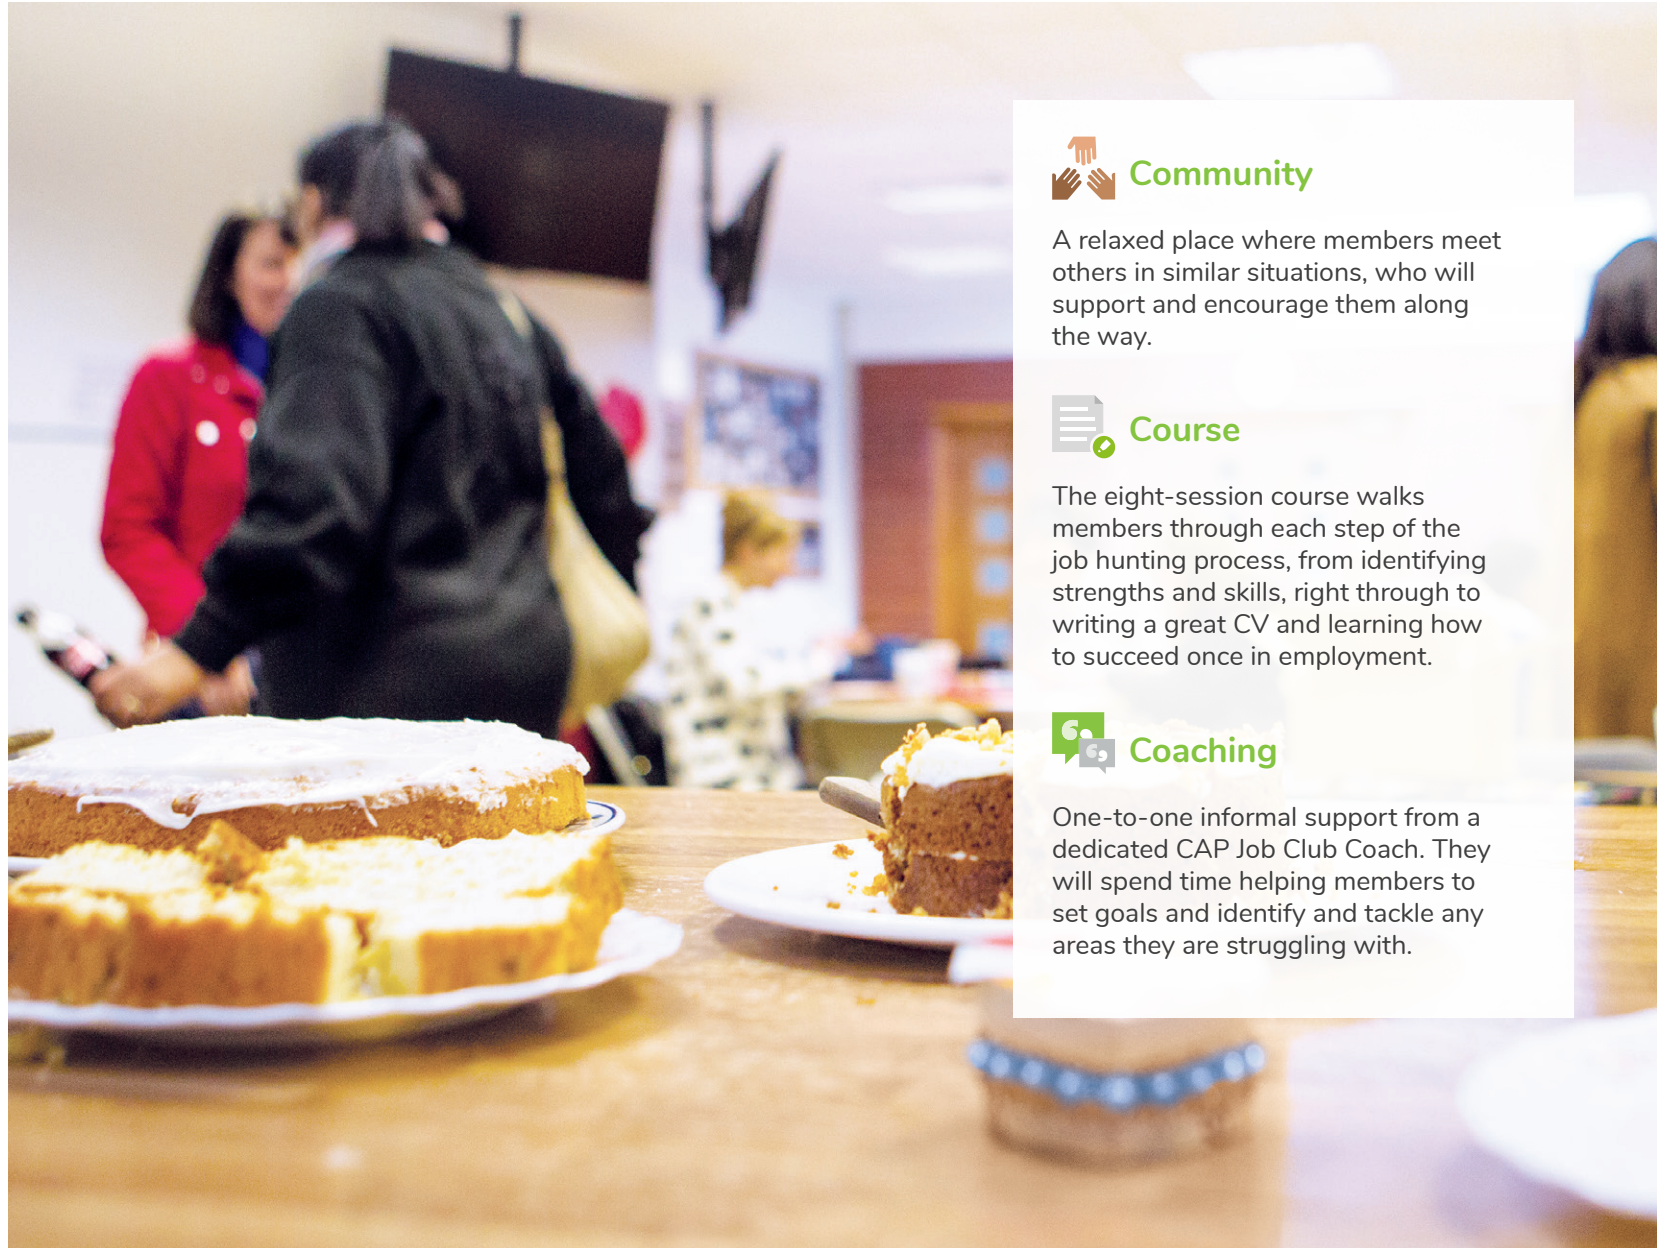 Community
A relaxed place where members meet
others in similar situations, who will
support and encourage them along
the way.
Course
The eight-session course walks
members through each step of the
job hunting process, from identifying
strengths and skills, right through to
writing a great CV and learning how
to succeed once in employment.
Coaching
One-to-one informal support from a
dedicated CAP Job Club Coach. They
will spend time helping members to
set goals and identify and tackle any
areas they are struggling with.